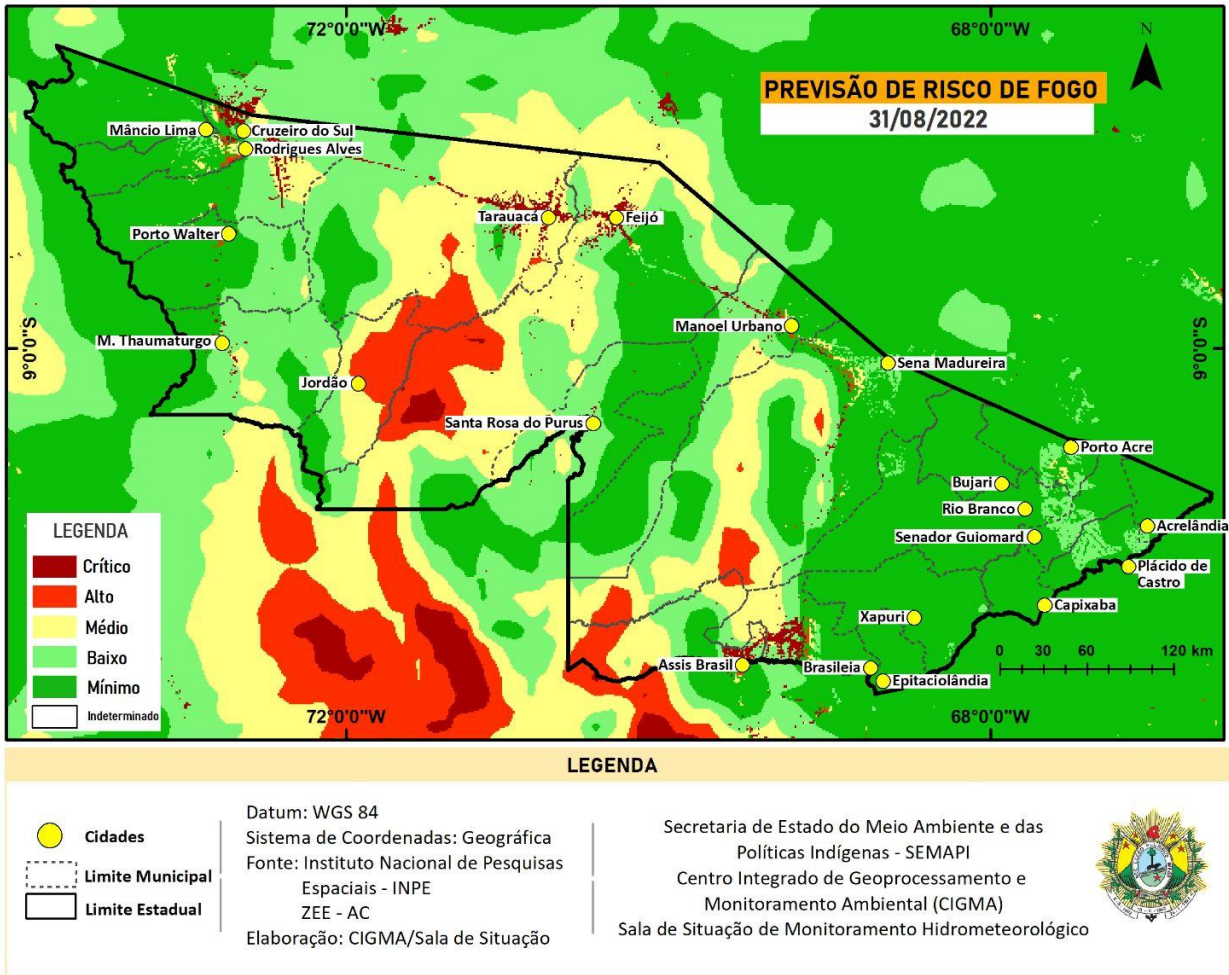 72°0'0"W
68°0'0"W
N
PREVISÃO DE RISCO DE FOGO
31/08/2022
Mâncio Lima
Cruzeiro do Sul
Rodrigues Alves
Tarauacá
Feijó
Porto Walter
9°0'0"S
M. Thaumaturgo
Manoel Urbano
9°0'0"S
Sena Madureira
Jordão
Santa Rosa do Purus
Porto Acre
Bujari
Rio Branco
Acrelândia
Senador Guiomard
Plácido de
Castro
Capixaba
Xapuri
Assis Brasil
Brasileia
Epitaciolândia
0 30 60 120 km
LEGENDA
Crítico
Alto
Médio
Baixo
Mínimo
Indeterminado
72°0'0"W
68°0'0"W
LEGENDA
Cidades
Limite Municipal
Limite Estadual
Datum: WGS 84
Sistema de Coordenadas: Geográfica
Fonte: Instituto Nacional de Pesquisas
Espaciais - INPE
ZEE - AC
Elaboração: CIGMA/Sala de Situação
Secretaria de Estado do Meio Ambiente e das
Políticas Indígenas - SEMAPI
Centro Integrado de Geoprocessamento e
Monitoramento Ambiental (CIGMA)
Sala de Situação de Monitoramento Hidrometeorológico